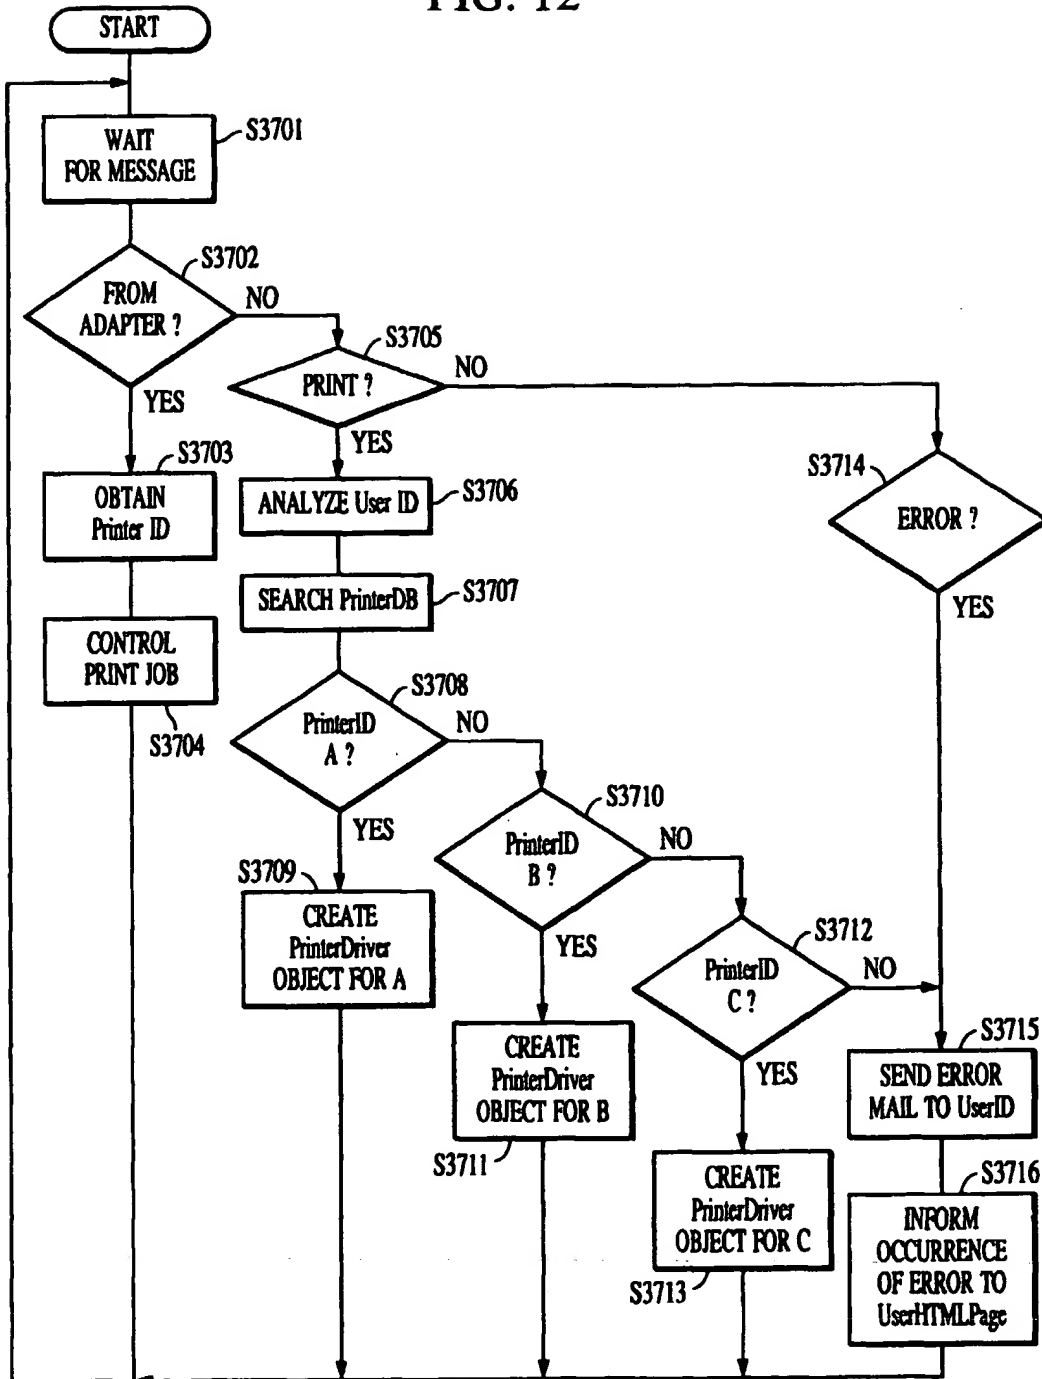 FIG. 12
START
WAIT
FOR MESSAGE
S3701
FROM
ADAPTER ?
S3702
NO
YES
S3703
OBTAIN
Printer ID
CONTROL
PRINT JOB
S3704
PRINT ?
S3705
NO
YES
ANALYZE User ID
S3706
SEARCH PrinterDB
S3707
PrinterID
A ?
S3708
NO
YES
S3709
CREATE
PrinterDriver
OBJECT FOR A
PrinterID
B ?
S3710
NO
YES
CREATE
PrinterDriver
OBJECT FOR B
S3711
PrinterID
C ?
S3712
NO
YES
CREATE
PrinterDriver
OBJECT FOR C
S3713
S3714
ERROR ?
YES
S3715
SEND ERROR
MAIL TO UserID
S3716
INFORM
OCCURRENCE
OF ERROR TO
UserHTMLPage